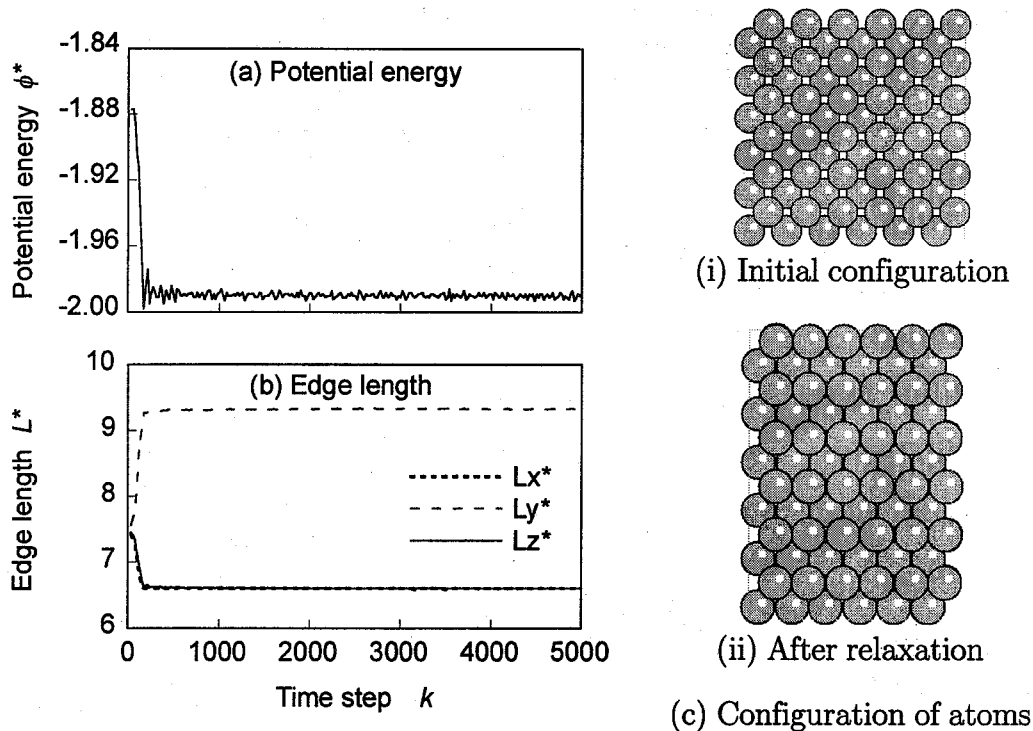 (a) Potential energy
Potential energy ϕ*
-1.84
-1.88
-1.92
-1.96
-2.00
(b) Edge length
Edge length L*
10
9
8
7
6
Lx*
Ly*
Lz*
0 1000 2000 3000 4000 5000
Time step k
(i) Initial configuration
(ii) After relaxation
(c) Configuration of atoms